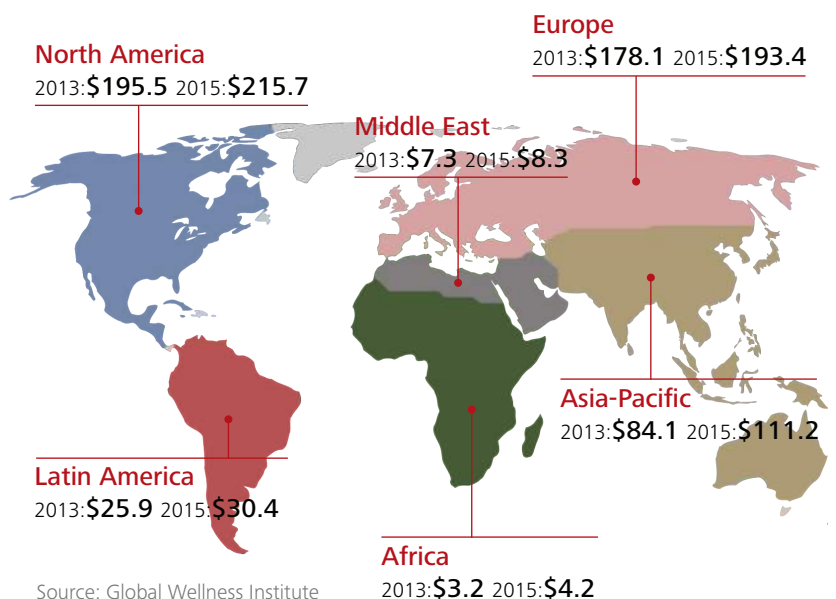 North America
2013:$195.5 2015:$215.7
Europe
2013:$178.1 2015:$193.4
Middle East
2013:$7.3 2015:$8.3
Asia-Pacific
2013:$84.1 2015:$111.2
Latin America
2013:$25.9 2015:$30.4
Africa
2013:$3.2 2015:$4.2
Source: Global Wellness Institute